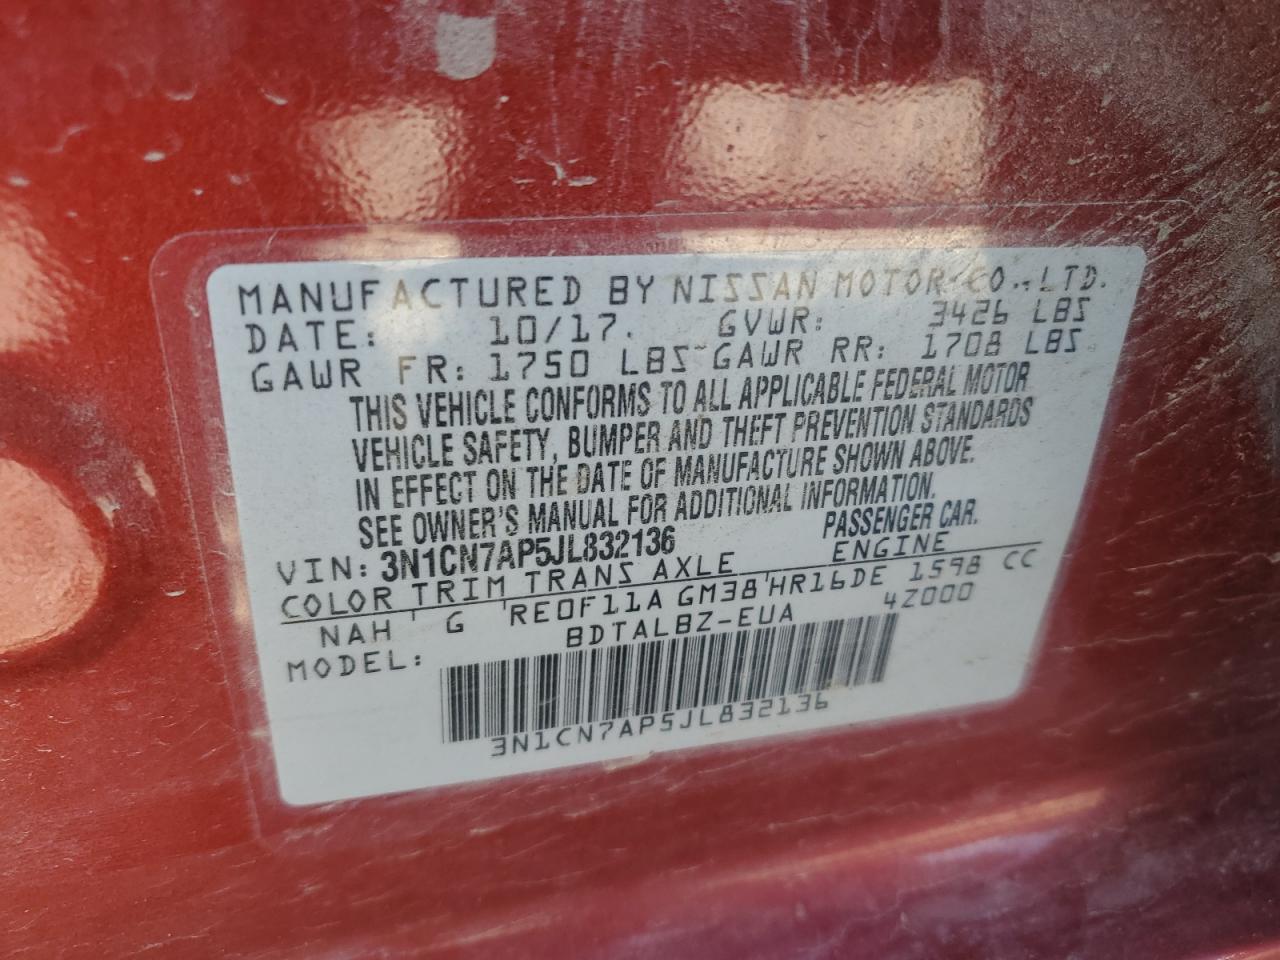 MANUFACTURED BY NISSAN MOTOR CO., LTD.
DATE: 10/17. GVWR: 3426 LBS
GAWR FR: 1750 LBS GAWR RR: 1708 LBS
THIS VEHICLE CONFORMS TO ALL APPLICABLE FEDERAL MOTOR
VEHICLE SAFETY, BUMPER AND THEFT PREVENTION STANDARDS
IN EFFECT ON THE DATE OF MANUFACTURE SHOWN ABOVE.
SEE OWNER'S MANUAL FOR ADDITIONAL INFORMATION.
VIN: 3N1CN7AP5JL832136 PASSENGER CAR.
COLOR TRIM TRANS AXLE ENGINE
NAH G RE0F11A GM38 HR16DE 1598 CC
MODEL: BDTALBZ-EUA 4Z000
3N1CN7AP5JL832136